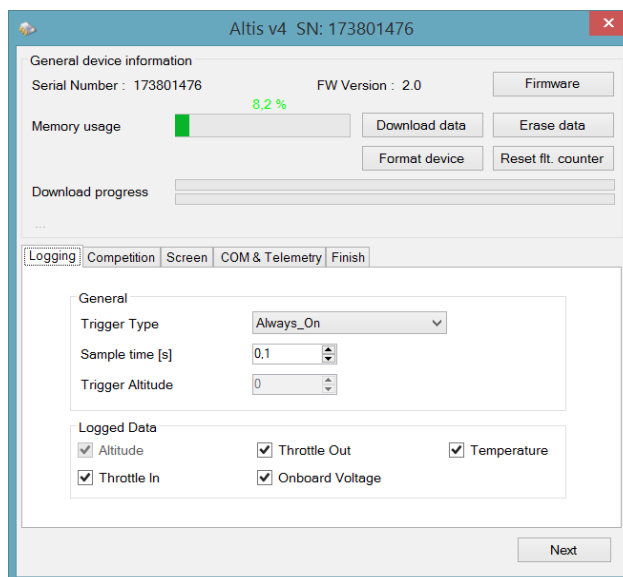 Altis v4 SN: 173801476
General device information
Serial Number : 173801476 FW Version : 2.0 Firmware
8,2 %
Memory usage Download data Erase data
Format device Reset flt. counter
Download progress
...
Logging Competition Screen COM & Telemetry Finish
General
Trigger Type Always_On
Sample time [s] 0,1
Trigger Altitude 0
Logged Data
Altitude Throttle Out Temperature
Throttle In Onboard Voltage
Next